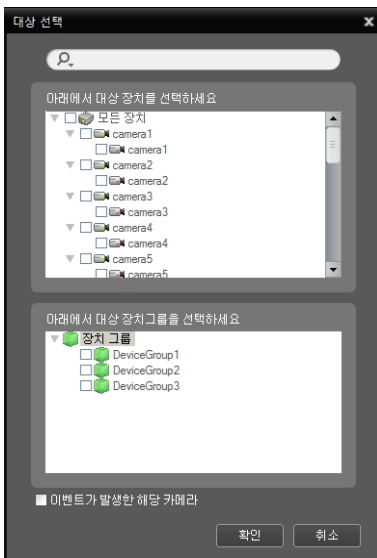 대상 선택
아래에서 대상 장치를 선택하세요
모든 장치
camera1
camera1
camera2
camera2
camera3
camera3
camera4
camera4
camera5
camera5
아래에서 대상 장치그룹을 선택하세요
장치 그룹
DeviceGroup1
DeviceGroup2
DeviceGroup3
이벤트가 발생한 해당 카메라
확인 취소